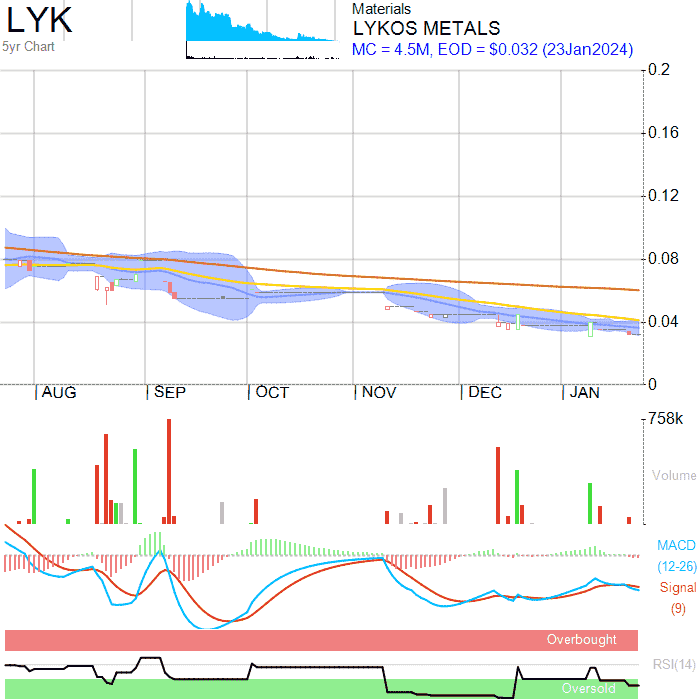 LYK
5yr Chart
Materials
LYKOS METALS
MC = 4.5M, EOD = $0.032 (23Jan2024)
0.2
0.16
0.12
0.08
0.04
0
AUG SEP OCT NOV DEC JAN
758k
Volume
MACD
(12-26)
Signal
(9)
Overbought
RSI(14)
Oversold